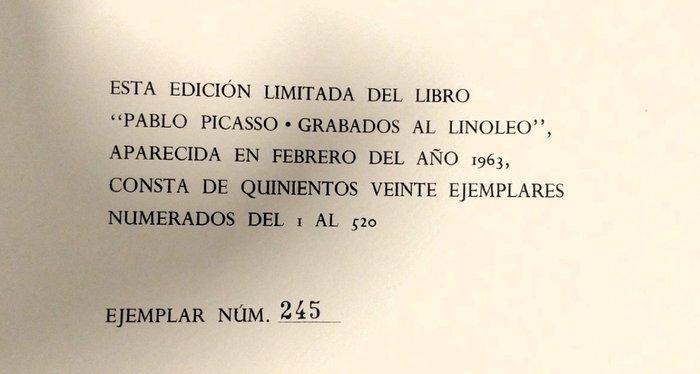 ESTA EDICIÓN LIMITADA DEL LIBRO
“PABLO PICASSO • GRABADOS AL LINOLEO”,
APARECIDA EN FEBRERO DEL AÑO 1963,
CONSTA DE QUINIENTOS VEINTE EJEMPLARES
NUMERADOS DEL 1 AL 520
EJEMPLAR NÚM. 245